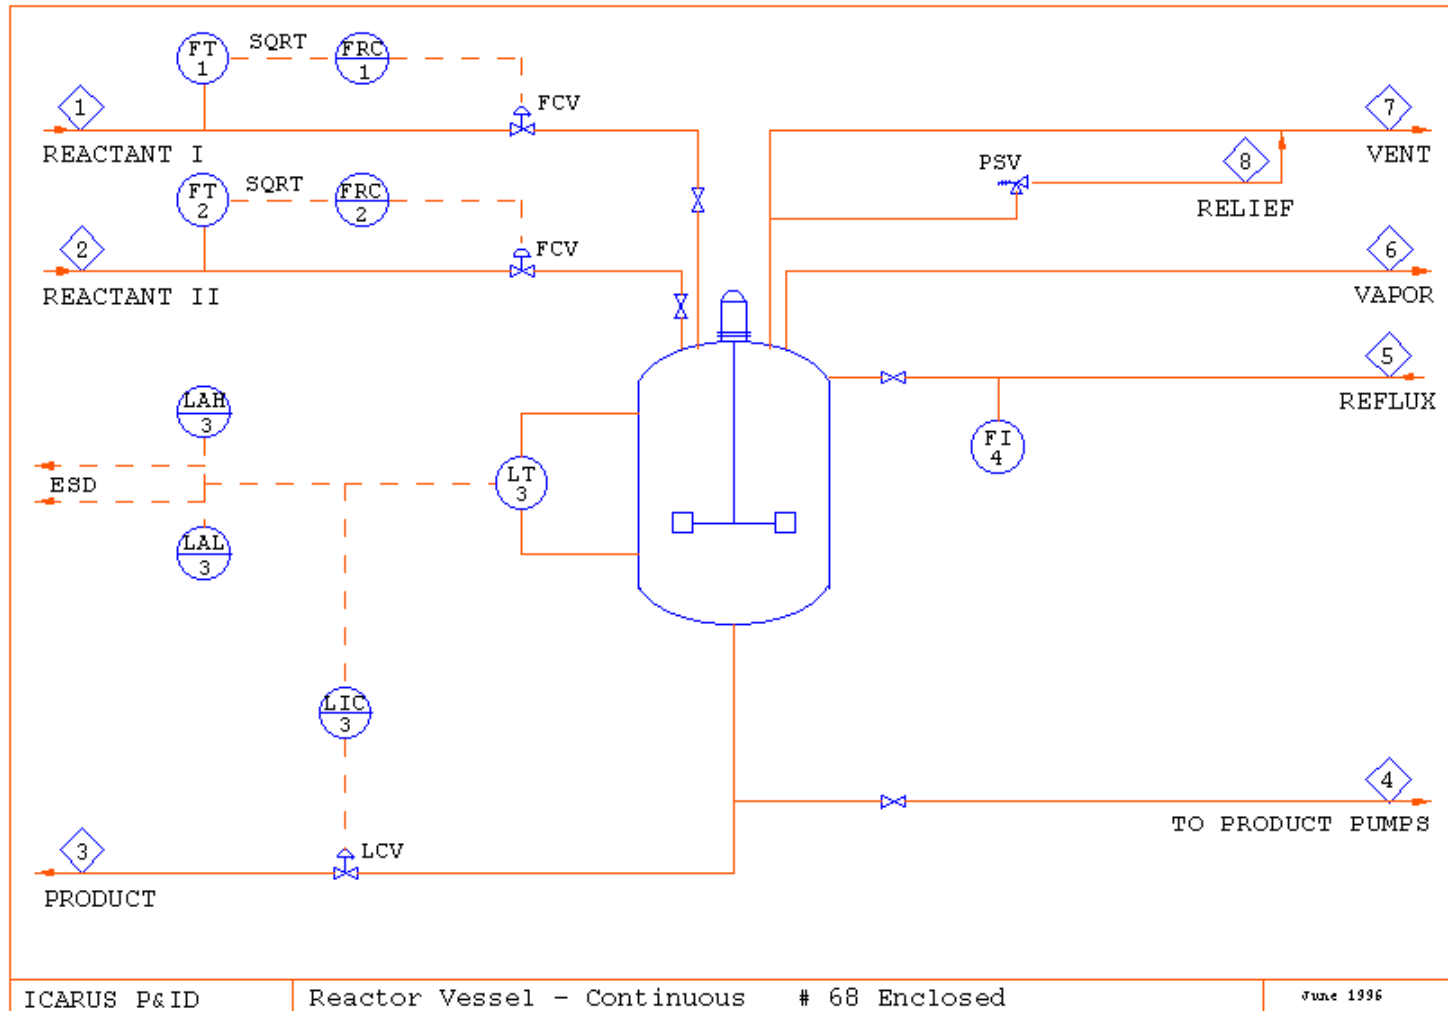 FT
1
SQRT
FRC
1
FCV
1
REACTANT I
7
VENT
PSV
8
RELIEF
FT
2
SQRT
FRC
2
FCV
2
REACTANT II
6
VAPOR
5
REFLUX
FI
4
LAH
3
ESD
LT
3
LAL
3
LIC
3
4
TO PRODUCT PUMPS
LCV
3
PRODUCT
ICARUS P&ID
Reactor Vessel - Continuous # 68 Enclosed
June 1996